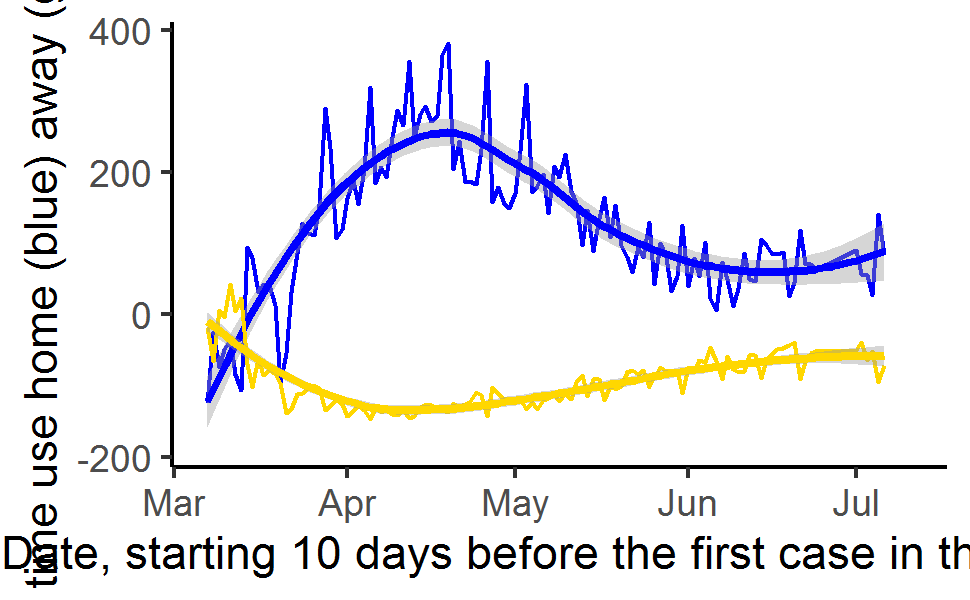 time use home (blue) away (
400
200
0
-200
Mar Apr May Jun Jul
Date, starting 10 days before the first case in th